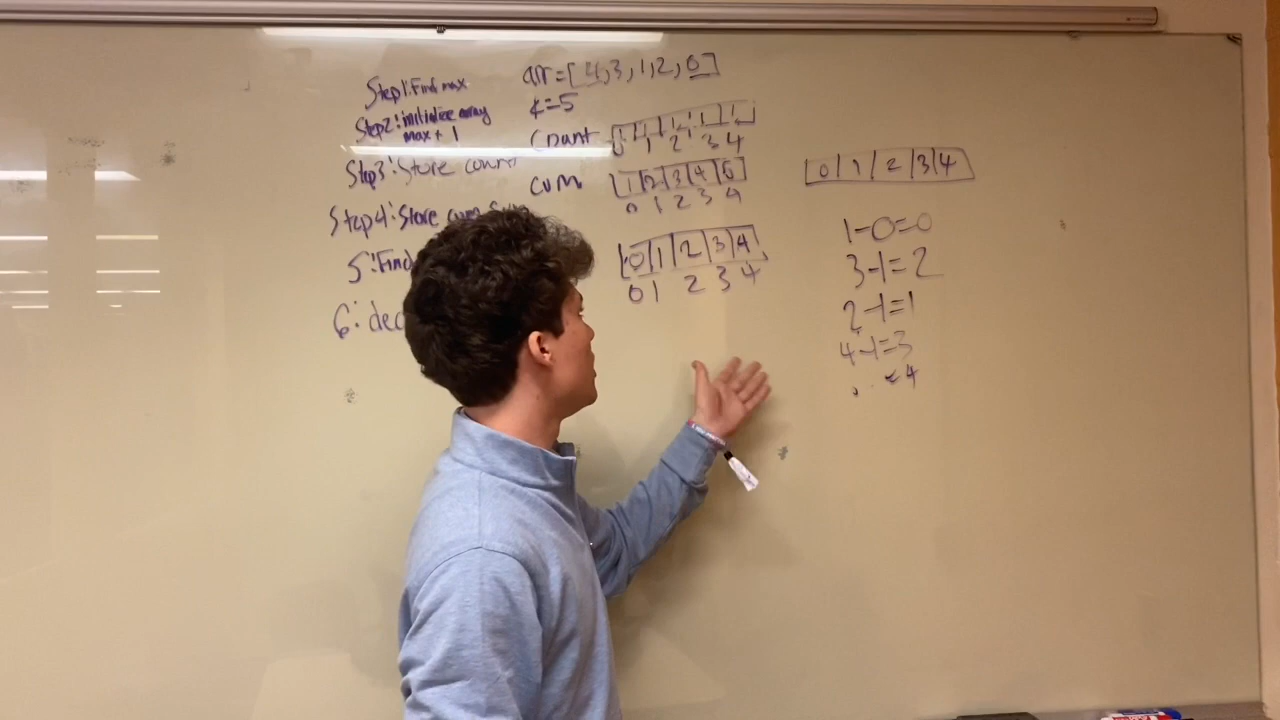 Step1:Find max
Step2:initialize array
max + 1
Step3:Store count
Step4:Store cum
5:Find
6:dec
arr=[4,3,1,2,0]
k=5
Count 1 1 1 1 1
0 1 2 3 4
cum 1 2 3 4 5
0 1 2 3 4
0 1 2 3 4
0 1 2 3 4
0 1 2 3 4
1-0=0
3-1=2
2-1=1
4-1=3
4